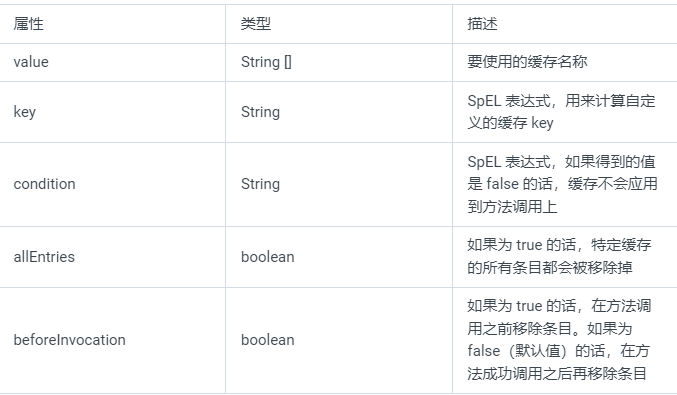 属性 类型 描述
value String [] 要使用的缓存名称
key String SpEL 表达式，用来计算自定
义的缓存 key
condition String SpEL 表达式，如果得到的值
是 false 的话，缓存不会应用
到方法调用上
allEntries boolean 如果为 true 的话，特定缓存
的所有条目都会被移除掉
beforeInvocation boolean 如果为 true 的话，在方法调
用之前移除条目。如果为
false（默认值）的话，在方
法成功调用之后再移除条目